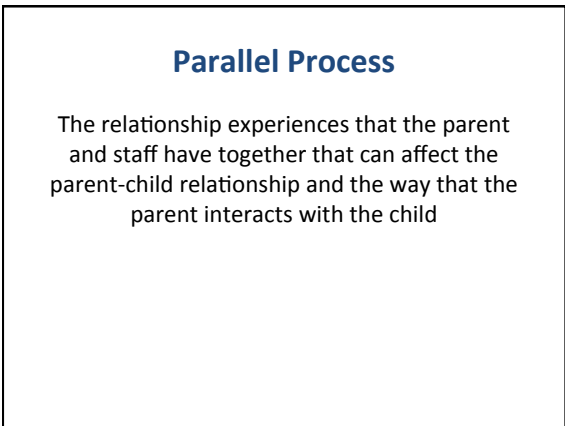 Parallel Process
The relationship experiences that the parent
and staff have together that can affect the
parent-child relationship and the way that the
parent interacts with the child